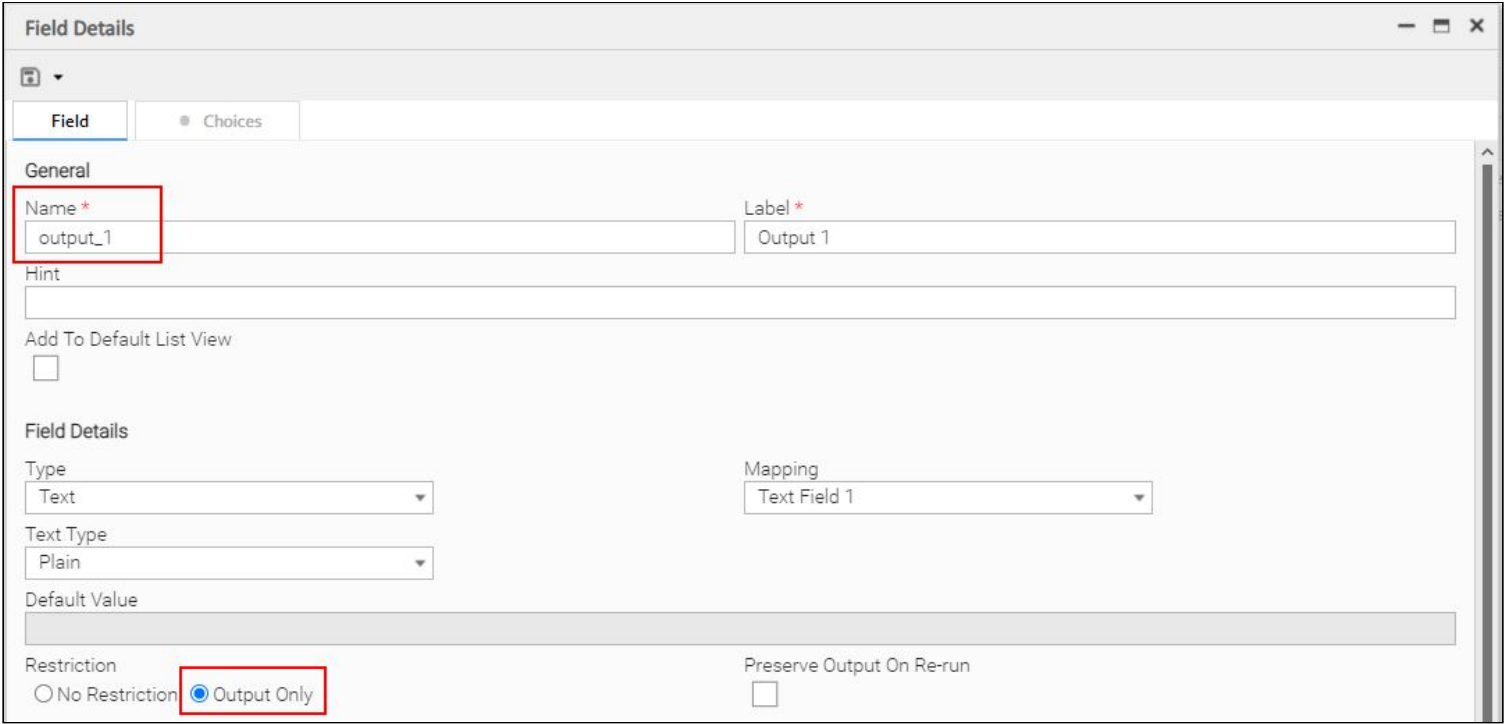 Field Details
Field Choices
General
Name * Label *
output_1 Output 1
Hint
Add To Default List View
Field Details
Type Mapping
Text Text Field 1
Text Type
Plain
Default Value
Restriction Preserve Output On Re-run
No Restriction Output Only